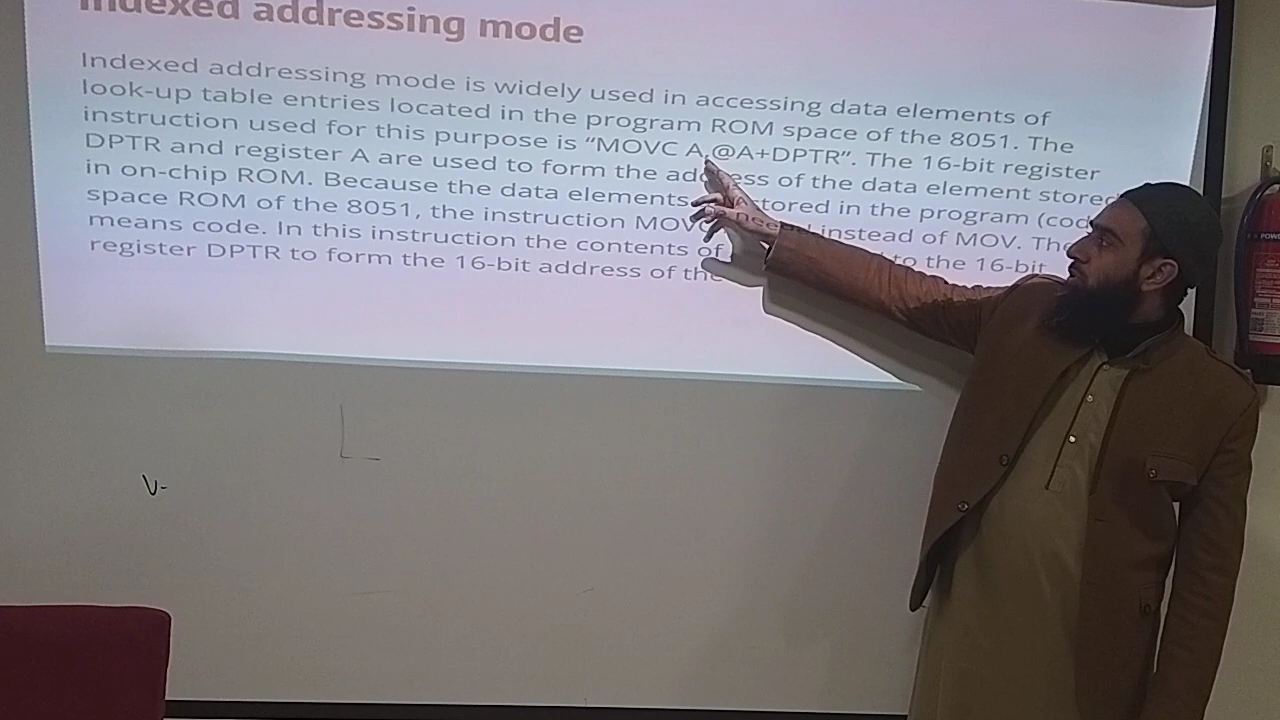 Indexed addressing mode
Indexed addressing mode is widely used in accessing data elements of
look-up table entries located in the program ROM space of the 8051. The
instruction used for this purpose is “MOVC A,@A+DPTR”. The 16-bit register
DPTR and register A are used to form the address of the data element stored
in on-chip ROM. Because the data elements stored in the program (code
space ROM of the 8051, the instruction MOV need instead of MOV. The
means code. In this instruction the contents of to the 16-bit
register DPTR to form the 16-bit address of the
V-
POWE